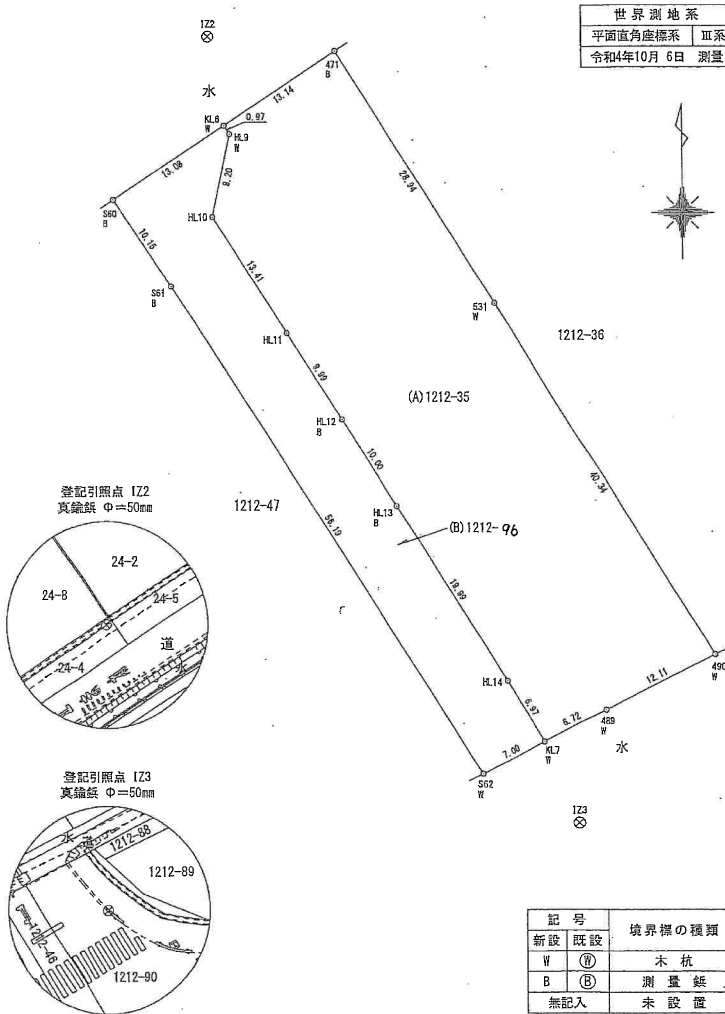 世界測地系
平面直角座標系 Ⅲ系
令和4年10月 6日 測量
IZ2
水
471
B
13.14
KL6
W
0.97
HL9
W
13.08
9.20
28.94
S60
B
HL10
10.15
13.41
S61
B
531
W
HL11
1212-36
9.99
(A)1212-35
HL12
B
10.00
40.34
登記引照点 IZ2
真鍮鋲 Φ=50mm
1212-47
HL13
B
(B)1212-96
56.19
24-2
24-8
24-5
19.99
道
水
24-4
490
W
HL14
12.11
6.97
489
W
6.72
KL7
W
水
7.00
S62
W
登記引照点 IZ3
真鍮鋲 Φ=50mm
IZ3
水
1212-88
1212-89
1212-46
1212-90
記号 境界標の種類
新設 既設
W Ⓦ 木杭
B Ⓑ 測量鋲
無記入 未設置